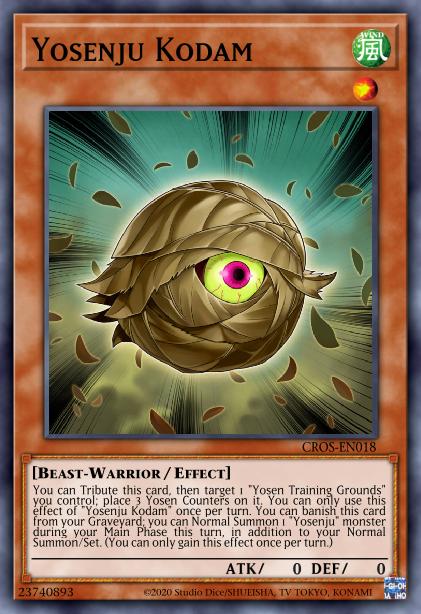 Yosenju Kodam
WIND
風
CROS-EN018
[Beast-Warrior / Effect]
You can Tribute this card, then target 1 "Yosen Training Grounds"
you control; place 3 Yosen Counters on it. You can only use this
effect of "Yosenju Kodam" once per turn. You can banish this card
from your Graveyard; you can Normal Summon 1 "Yosenju" monster
during your Main Phase this turn, in addition to your Normal
Summon/Set. (You can only gain this effect once per turn.)
ATK/ 0 DEF/ 0
23740893
©2020 Studio Dice/SHUEISHA, TV TOKYO, KONAMI